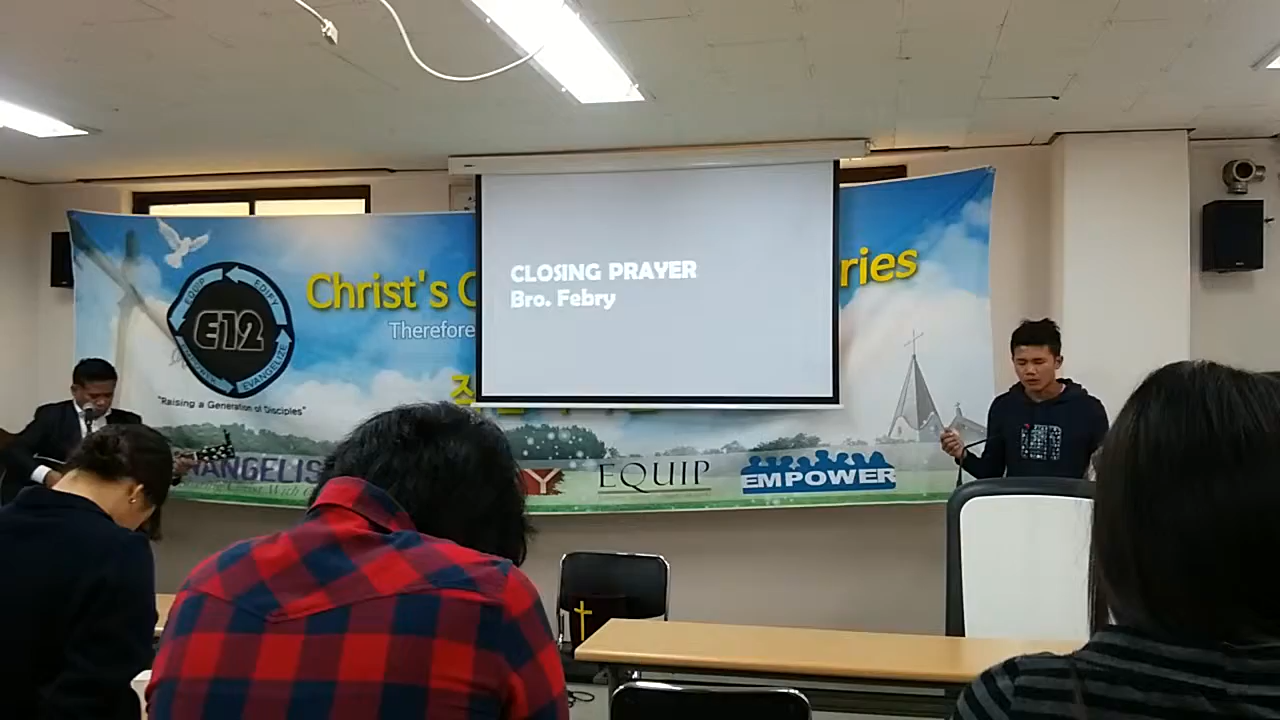 CLOSING PRAYER
Bro. Febry
Christ's C
ries
Therefore
EQUIP
EDIFY
E12
EVANGELIZE
"Raising a Generation of Disciples"
EQUIP
EMPOWER